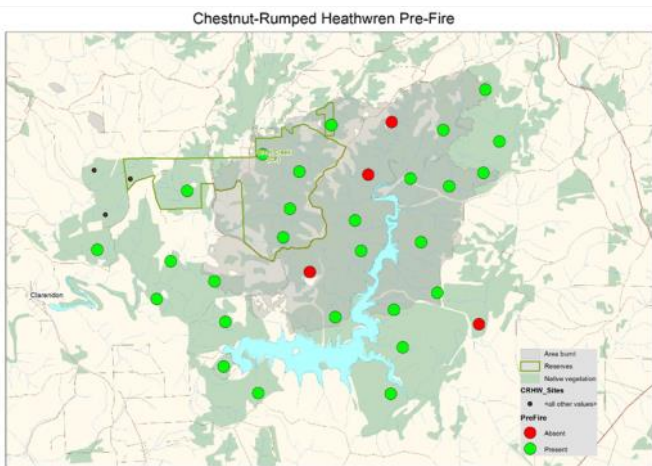 Chestnut-Rumped Heathwren Pre-Fire
Clarendon
Area burnt
Reserves
Native vegetation
CRHW_Sites
<all other values>
PreFire
Absent
Present